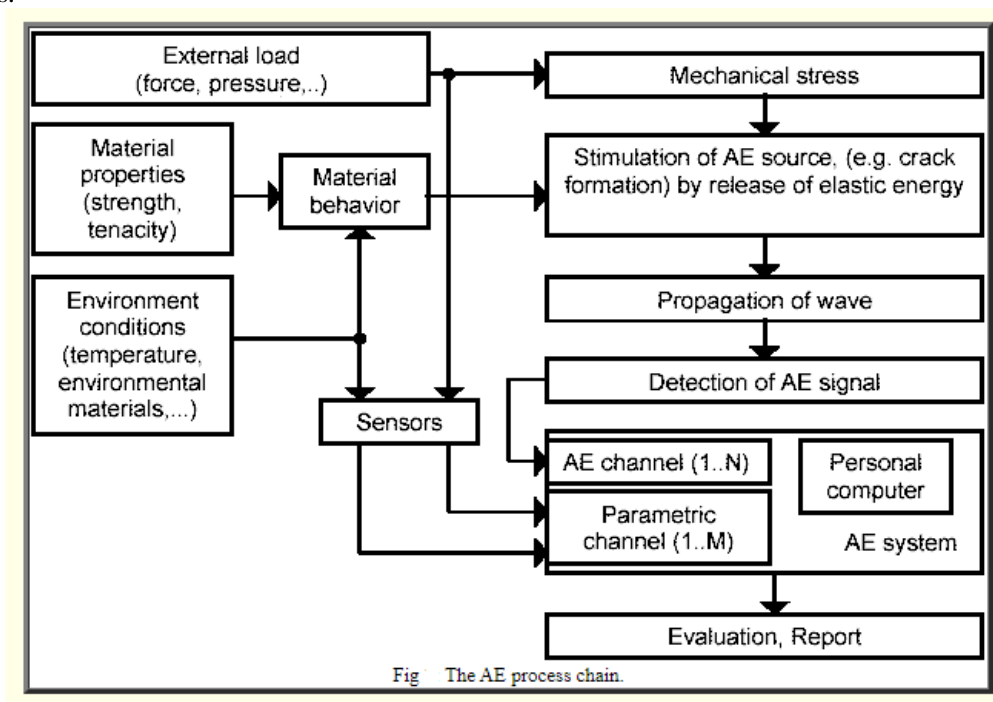 External load
(force, pressure,..)
Mechanical stress
Material
properties
(strength,
tenacity)
Material
behavior
Stimulation of AE source, (e.g. crack
formation) by release of elastic energy
Environment
conditions
(temperature,
environmental
materials,...)
Propagation of wave
Detection of AE signal
Sensors
AE channel (1..N)
Personal
computer
Parametric
channel (1..M)
AE system
Evaluation, Report
Fig : The AE process chain.